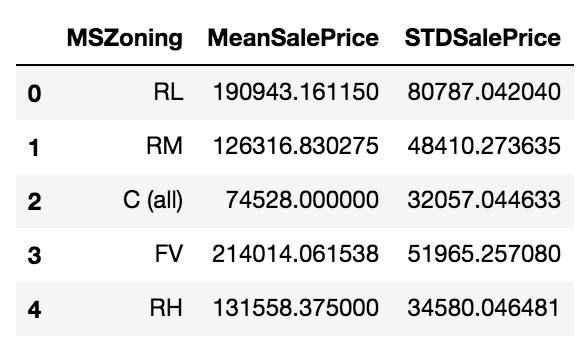 MSZoning MeanSalePrice STDSalePrice
0 RL 190943.161150 80787.042040
1 RM 126316.830275 48410.273635
2 C (all) 74528.000000 32057.044633
3 FV 214014.061538 51965.257080
4 RH 131558.375000 34580.046481